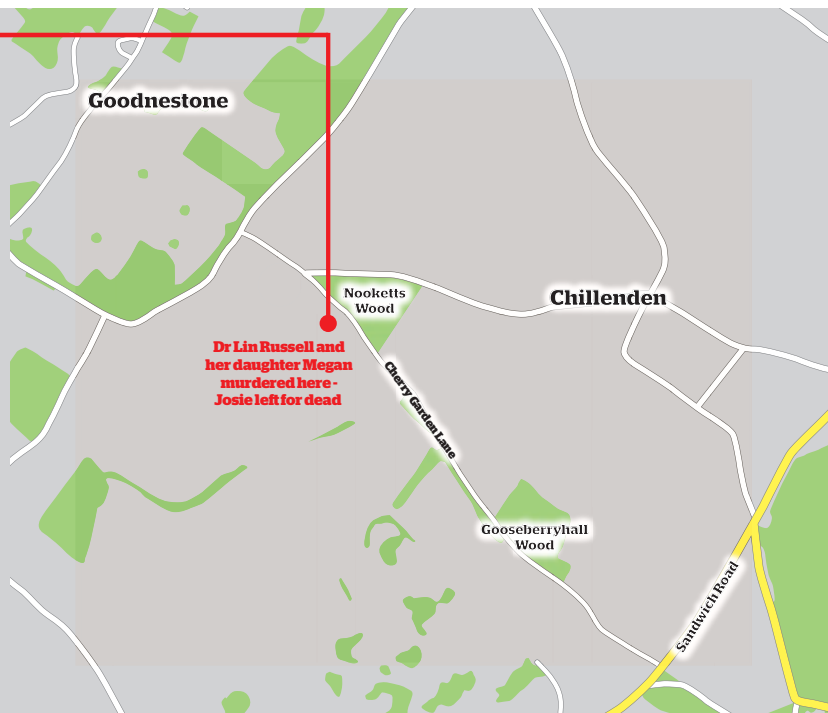 Goodnestone
Nooketts
Wood
Chillenden
Dr Lin Russell and
her daughter Megan
murdered here -
Josie left for dead
Cherry Garden Lane
Gooseberryhall
Wood
Sandwich Road